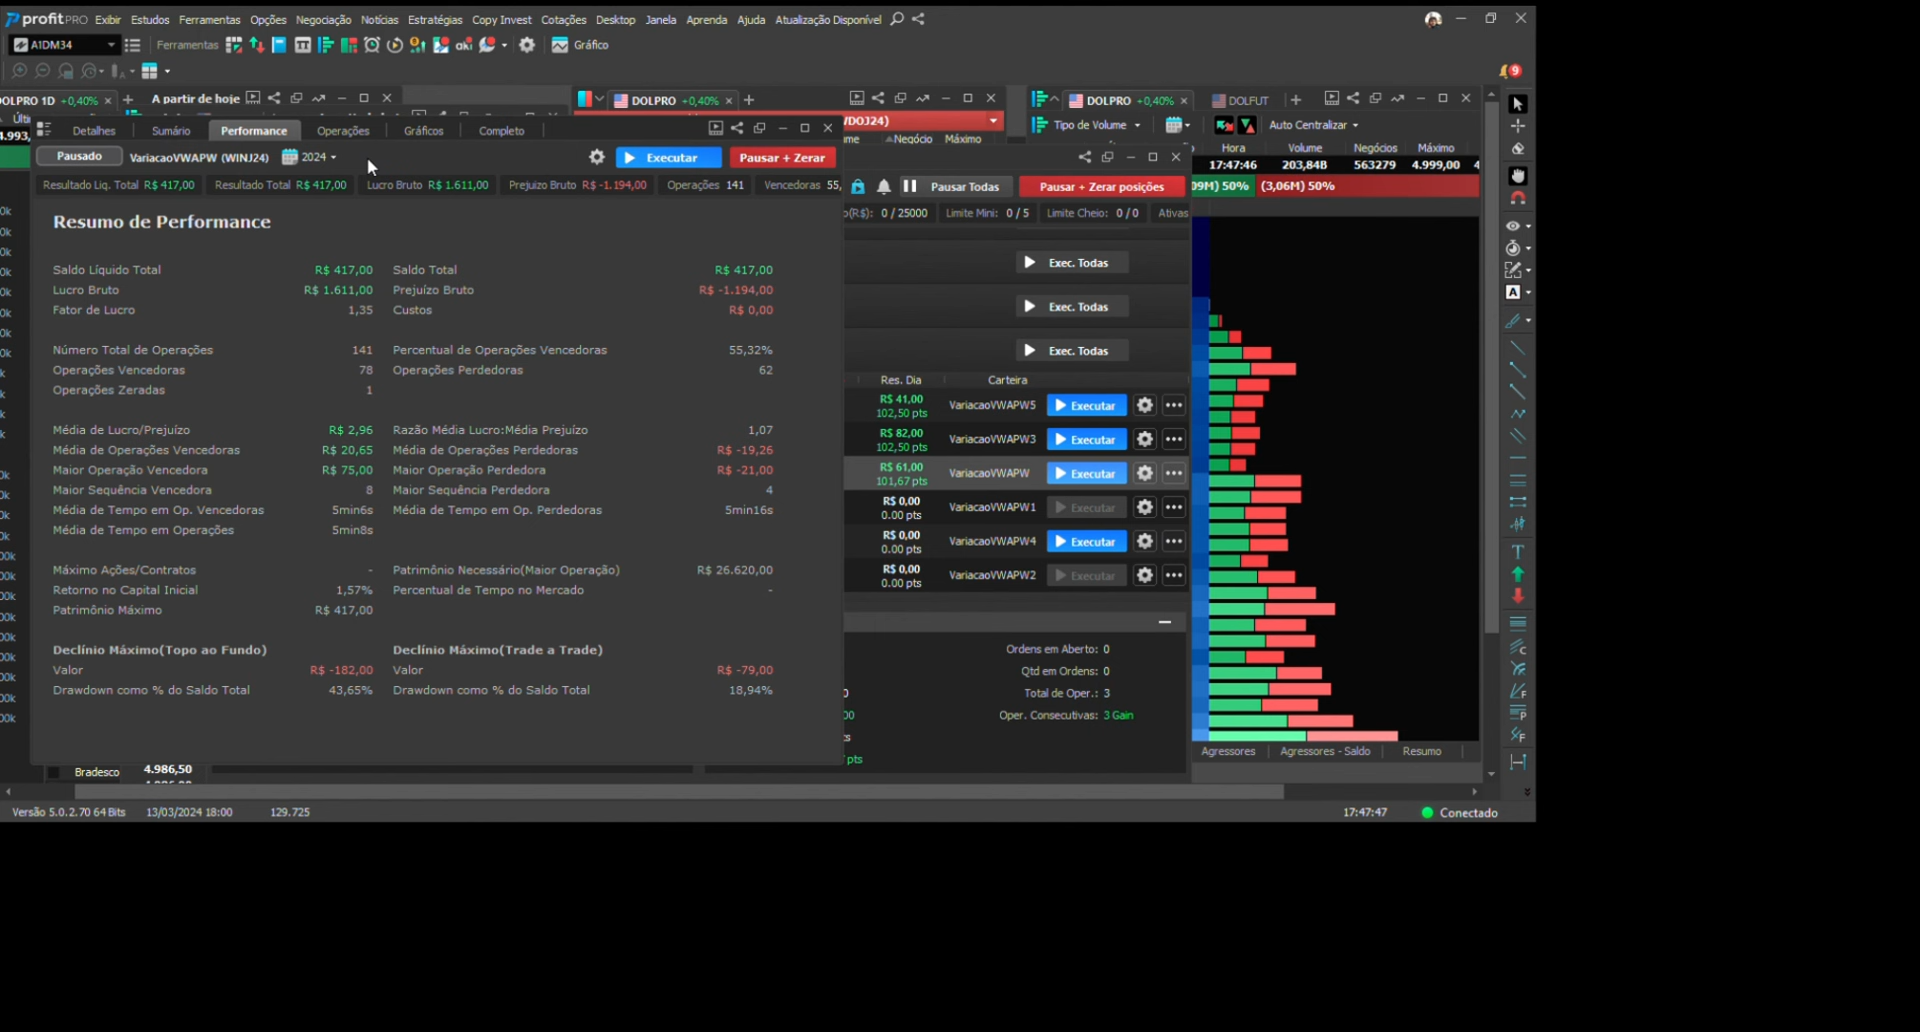 profitPRO Exibir Estudos Ferramentas Opções Negociação Notícias Estratégias Copy Invest Cotações Desktop Janela Aprenda Ajuda Atualização Disponível
A1DM34 Ferramentas aki Gráfico
9
OLPRO 1D +0,40% A partir de hoje DOLPRO +0,40% DOLPRO +0,40% DOLFUT
4.993, Detalhes Sumário Performance Operações Gráficos Completo
DOJ24) Negócio Máximo
Tipo de Volume Auto Centralizar
Hora Volume Negócios Máximo
17:47:46 203,84B 563279 4.999,00 4
09M) 50% (3,06M) 50%
Pausado VariacaoVWAPW (WINJ24) 2024 Executar Pausar + Zerar
Resultado Liq. Total R$ 417,00 Resultado Total R$ 417,00 Lucro Bruto R$ 1.611,00 Prejuizo Bruto R$ -1.194,00 Operações 141 Vencedoras 55,
Pausar Todas Pausar + Zerar posições
(R$): 0 / 25000 Limite Mini: 0 / 5 Limite Cheio: 0 / 0 Ativas
Resumo de Performance
Saldo Líquido Total R$ 417,00 Saldo Total R$ 417,00
Lucro Bruto R$ 1.611,00 Prejuízo Bruto R$ -1.194,00
Fator de Lucro 1,35 Custos R$ 0,00
Número Total de Operações 141 Percentual de Operações Vencedoras 55,32%
Operações Vencedoras 78 Operações Perdedoras 62
Operações Zeradas 1
Média de Lucro/Prejuízo R$ 2,96 Razão Média Lucro:Média Prejuízo 1,07
Média de Operações Vencedoras R$ 20,65 Média de Operações Perdedoras R$ -19,26
Maior Operação Vencedora R$ 75,00 Maior Operação Perdedora R$ -21,00
Maior Sequência Vencedora 8 Maior Sequência Perdedora 4
Média de Tempo em Op. Vencedoras 5min6s Média de Tempo em Op. Perdedoras 5min16s
Média de Tempo em Operações 5min8s
Máximo Ações/Contratos - Patrimônio Necessário(Maior Operação) R$ 26.620,00
Retorno no Capital Inicial 1,57% Percentual de Tempo no Mercado -
Patrimônio Máximo R$ 417,00
Declínio Máximo(Topo ao Fundo) Declínio Máximo(Trade a Trade)
Valor R$ -182,00 Valor R$ -79,00
Drawdown como % do Saldo Total 43,65% Drawdown como % do Saldo Total 18,94%
Exec. Todas
Exec. Todas
Exec. Todas
Res. Dia Carteira
R$ 41,00
102,50 pts VariacaoVWAPW5 Executar
R$ 82,00
102,50 pts VariacaoVWAPW3 Executar
R$ 61,00
101,67 pts VariacaoVWAPW Executar
R$ 0,00
0.00 pts VariacaoVWAPW1 Executar
R$ 0,00
0.00 pts VariacaoVWAPW4 Executar
R$ 0,00
0.00 pts VariacaoVWAPW2 Executar
Ordens em Aberto: 0
Qtd em Ordens: 0
Total de Oper.: 3
Oper. Consecutivas: 3 Gain
pts
Agressores Agressores - Saldo Resumo
Bradesco 4.986,50
Versão 5.0.2.70 64 Bits 13/03/2024 18:00 129.725 17:47:47 Conectado